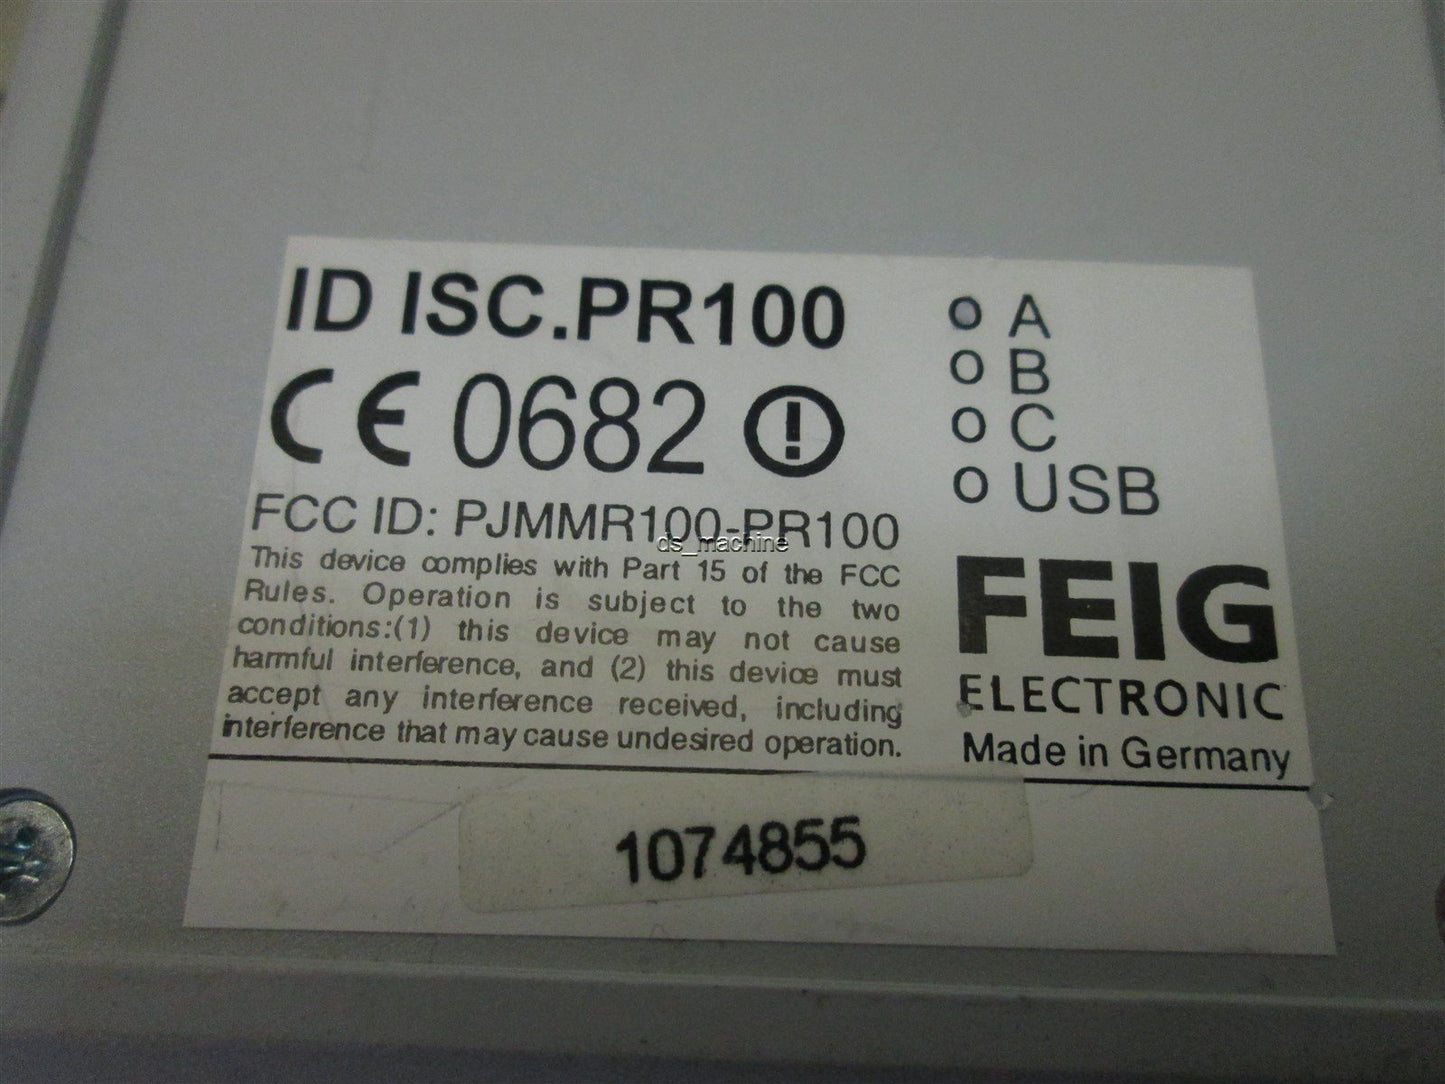 ID ISC.PR100
CE 0682
FCC ID: PJMMR100-PR100
This device complies with Part 15 of the FCC
Rules. Operation is subject to the two
conditions:(1) this device may not cause
harmful interference, and (2) this device must
accept any interference received, including
interference that may cause undesired operation.
A
B
C
USB
FEIG
ELECTRONIC
Made in Germany
1074855
ds_machine